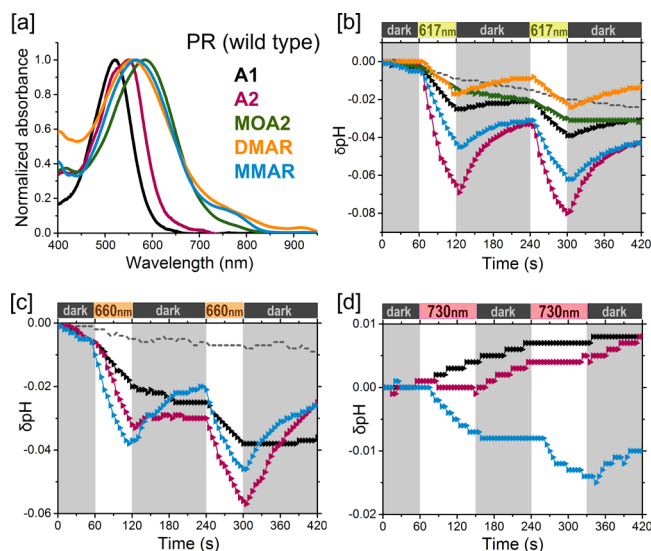 [a]
PR (wild type)
A1
A2
MOA2
DMAR
MMAR
Normalized absorbance
1.0
0.8
0.6
0.4
0.2
0.0
400 500 600 700 800 900
Wavelength (nm)
[b]
dark 617nm dark 617nm dark
δpH
0.00
-0.02
-0.04
-0.06
-0.08
0 60 120 180 240 300 360 420
Time (s)
[c]
dark 660nm dark 660nm dark
δpH
0.00
-0.02
-0.04
-0.06
0 60 120 180 240 300 360 420
Time (s)
[d]
dark 730nm dark 730nm dark
δpH
0.01
0.00
-0.01
-0.02
0 60 120 180 240 300 360 420
Time (s)